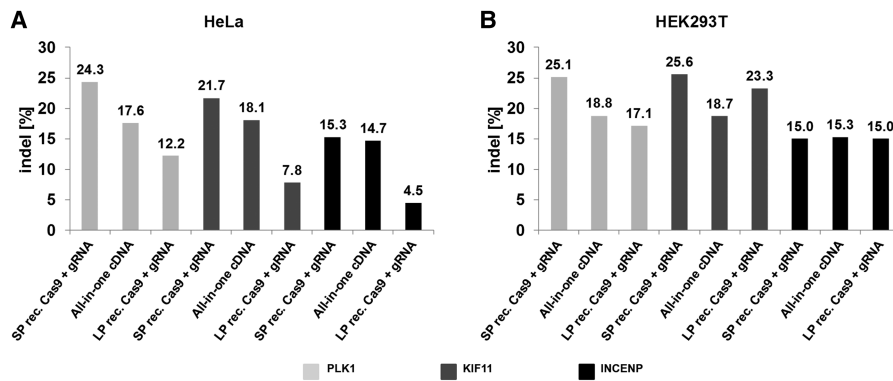 A
HeLa
B
HEK293T
indel [%]
30
25
20
15
10
5
0
24.3
17.6
12.2
21.7
18.1
7.8
15.3
14.7
4.5
SP rec. Cas9 + gRNA
All-in-one cDNA
LP rec. Cas9 + gRNA
SP rec. Cas9 + gRNA
All-in-one cDNA
LP rec. Cas9 + gRNA
SP rec. Cas9 + gRNA
All-in-one cDNA
LP rec. Cas9 + gRNA
indel [%]
30
25
20
15
10
5
0
25.1
18.8
17.1
25.6
18.7
23.3
15.0
15.3
15.0
SP rec. Cas9 + gRNA
All-in-one cDNA
LP rec. Cas9 + gRNA
SP rec. Cas9 + gRNA
All-in-one cDNA
LP rec. Cas9 + gRNA
SP rec. Cas9 + gRNA
All-in-one cDNA
LP rec. Cas9 + gRNA
PLK1
KIF11
INCENP